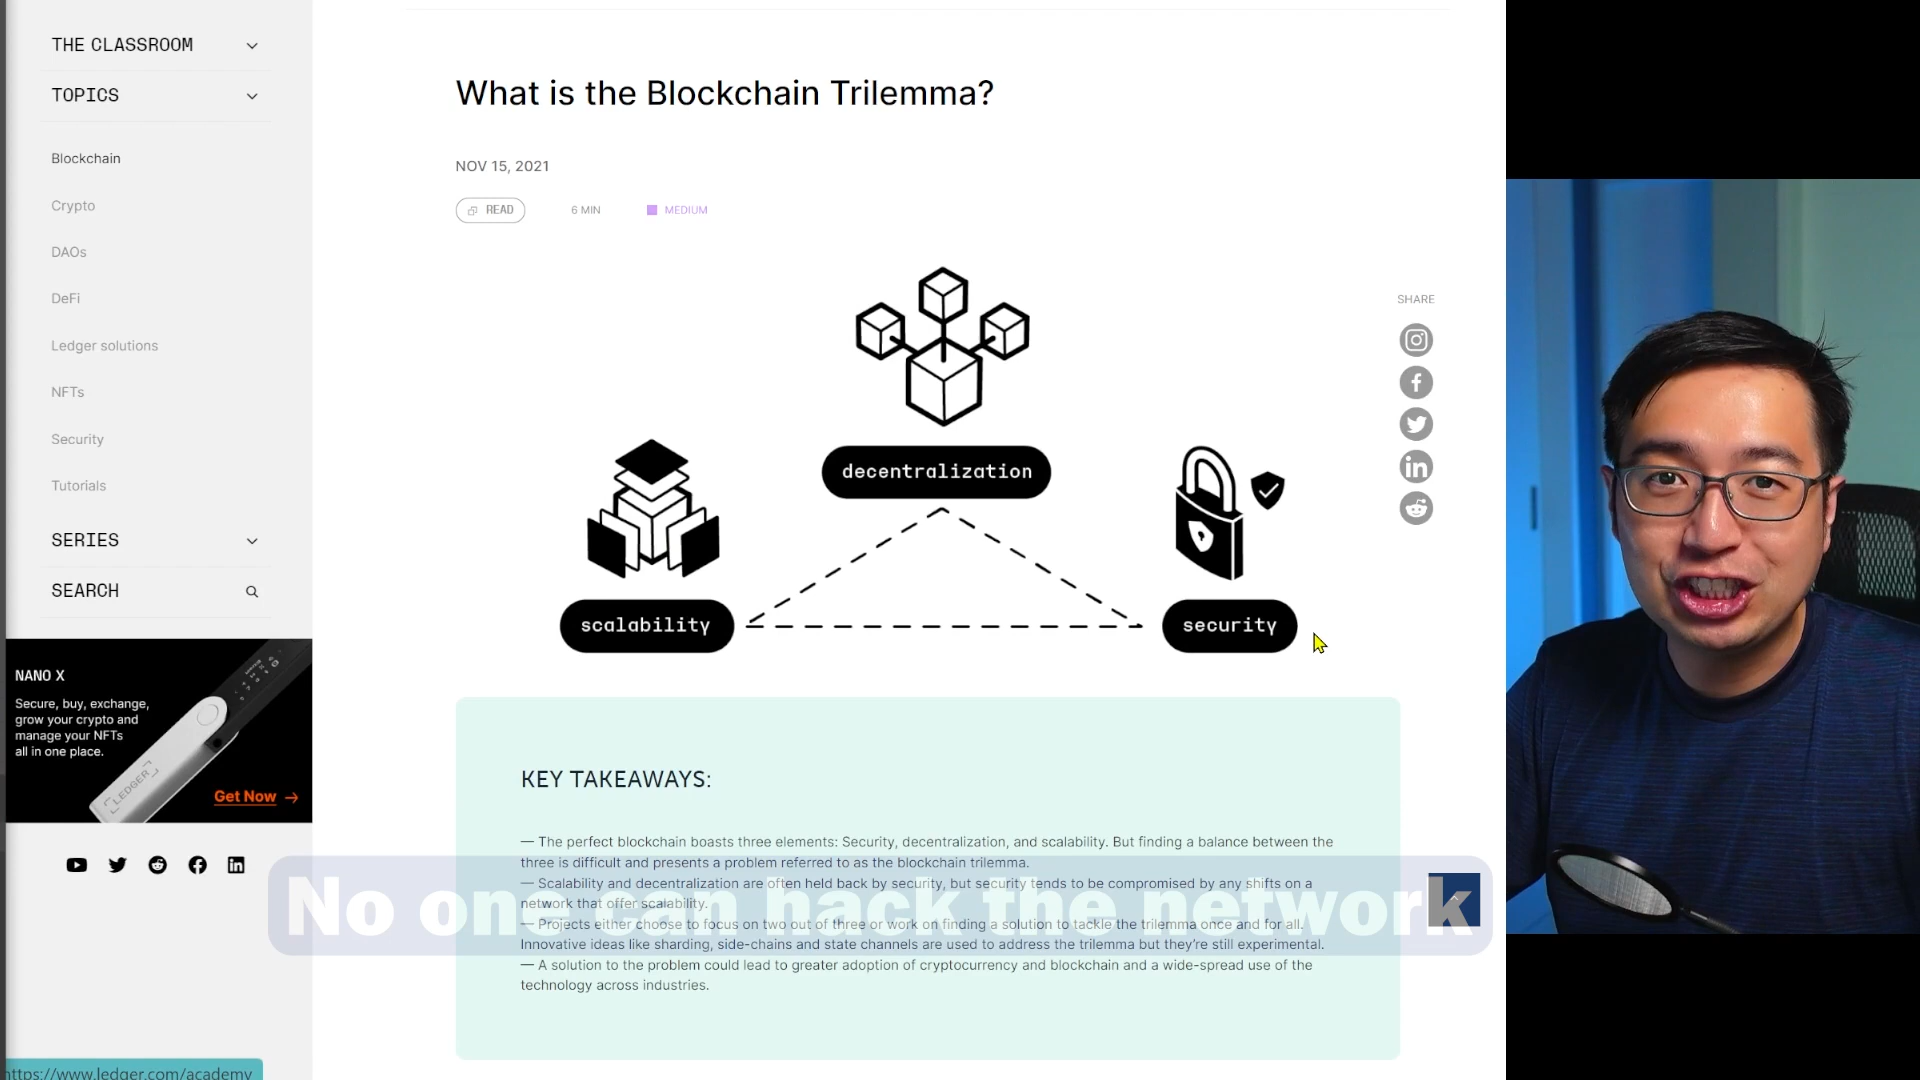 THE CLASSROOM
TOPICS
Blockchain
Crypto
DAOs
DeFi
Ledger solutions
NFTs
Security
Tutorials
SERIES
SEARCH
NANO X
Secure, buy, exchange,
grow your crypto and
manage your NFTs
all in one place.
LEDGER
Get Now
https://www.ledger.com/academy
What is the Blockchain Trilemma?
NOV 15, 2021
READ
6 MIN
MEDIUM
SHARE
decentralization
scalability
security
KEY TAKEAWAYS:
— The perfect blockchain boasts three elements: Security, decentralization, and scalability. But finding a balance between the
three is difficult and presents a problem referred to as the blockchain trilemma.
— Scalability and decentralization are often held back by security, but security tends to be compromised by any shifts on a
network that offer scalability.
— Projects either choose to focus on two out of three or work on finding a solution to tackle the trilemma once and for all.
Innovative ideas like sharding, side-chains and state channels are used to address the trilemma but they're still experimental.
— A solution to the problem could lead to greater adoption of cryptocurrency and blockchain and a wide-spread use of the
technology across industries.
No one can hack the network